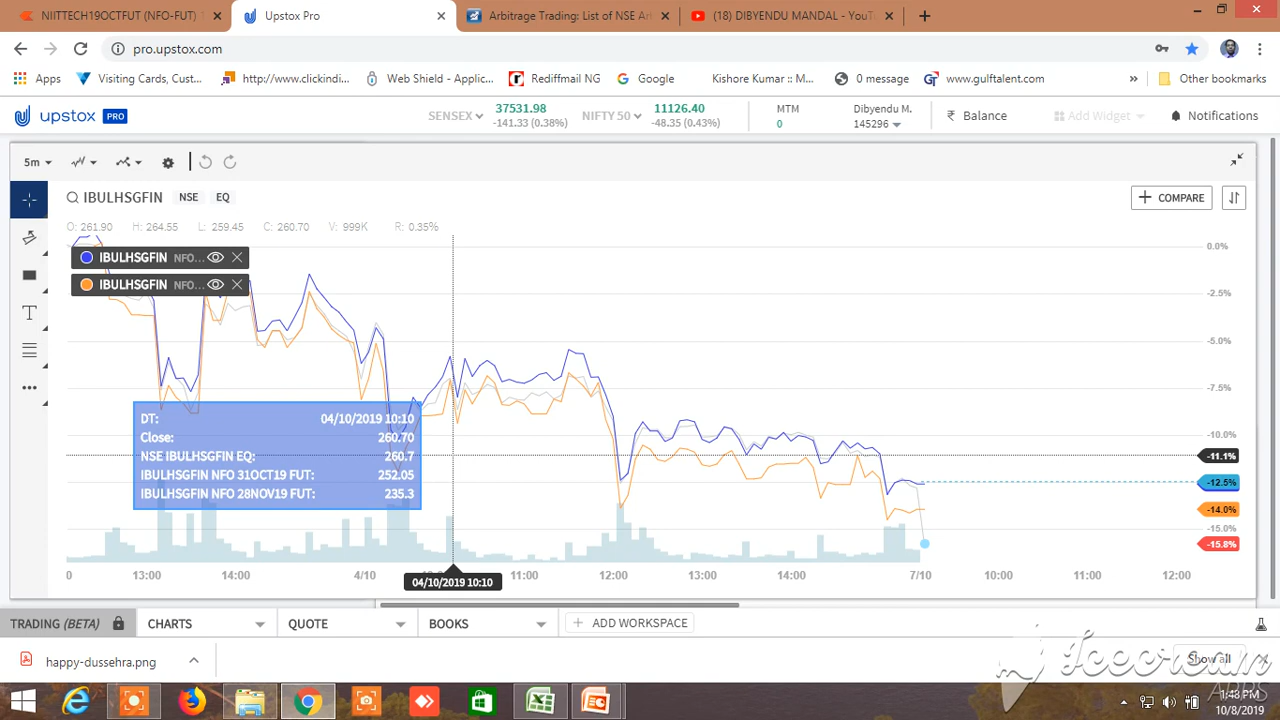 NIITTECH19OCTFUT (NFO-FUT) 1
Upstox Pro
Arbitrage Trading: List of NSE Ar
(18) DIBYENDU MANDAL - YouT
pro.upstox.com
Apps
Visiting Cards, Cust...
http://www.clickindi...
Web Shield - Applic...
Rediffmail NG
Google
Kishore Kumar :: M...
0 message
www.gulftalent.com
»
Other bookmarks
upstox PRO
SENSEX
37531.98
-141.33 (0.38%)
NIFTY 50
11126.40
-48.35 (0.43%)
MTM
0
Dibyendu M.
145296
₹ Balance
Add Widget
Notifications
5m
IBULHSGFIN NSE EQ
+ COMPARE
O: 261.90 H: 264.55 L: 259.45 C: 260.70 V: 999K R: 0.35%
IBULHSGFIN NFO...
IBULHSGFIN NFO...
T
0.0%
-2.5%
-5.0%
-7.5%
-10.0%
-11.1%
-12.5%
-14.0%
-15.0%
-15.8%
DT: 04/10/2019 10:10
Close: 260.70
NSE IBULHSGFIN EQ: 260.7
IBULHSGFIN NFO 31OCT19 FUT: 252.05
IBULHSGFIN NFO 28NOV19 FUT: 235.3
0 13:00 14:00 4/10 11:00 12:00 13:00 14:00 7/10 10:00 11:00 12:00
04/10/2019 10:10
TRADING (BETA)
CHARTS
QUOTE
BOOKS
+ ADD WORKSPACE
happy-dussehra.png
Show all
Icecream
APPS
1:48 PM
10/8/2019